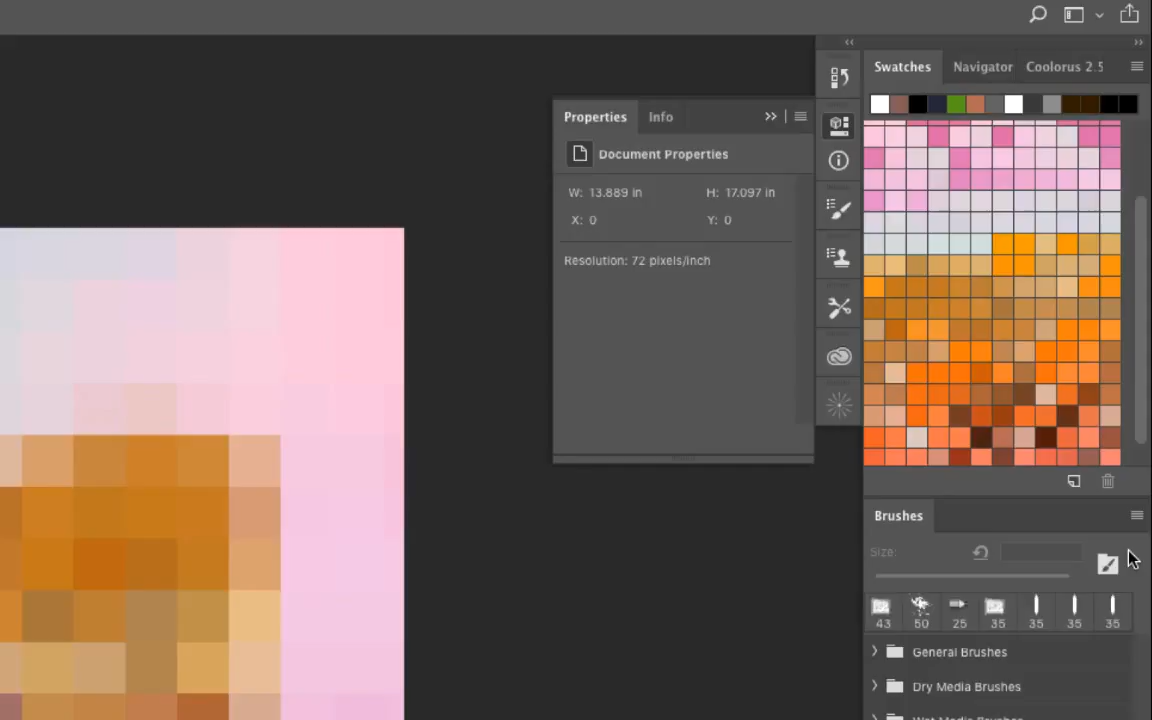 Swatches Navigator Coolorus 2.5
Properties Info
Document Properties
W: 13.889 in H: 17.097 in
X: 0 Y: 0
Resolution: 72 pixels/inch
Brushes
Size:
43 50 25 35 35 35 35
General Brushes
Dry Media Brushes
Wet Media Brushes